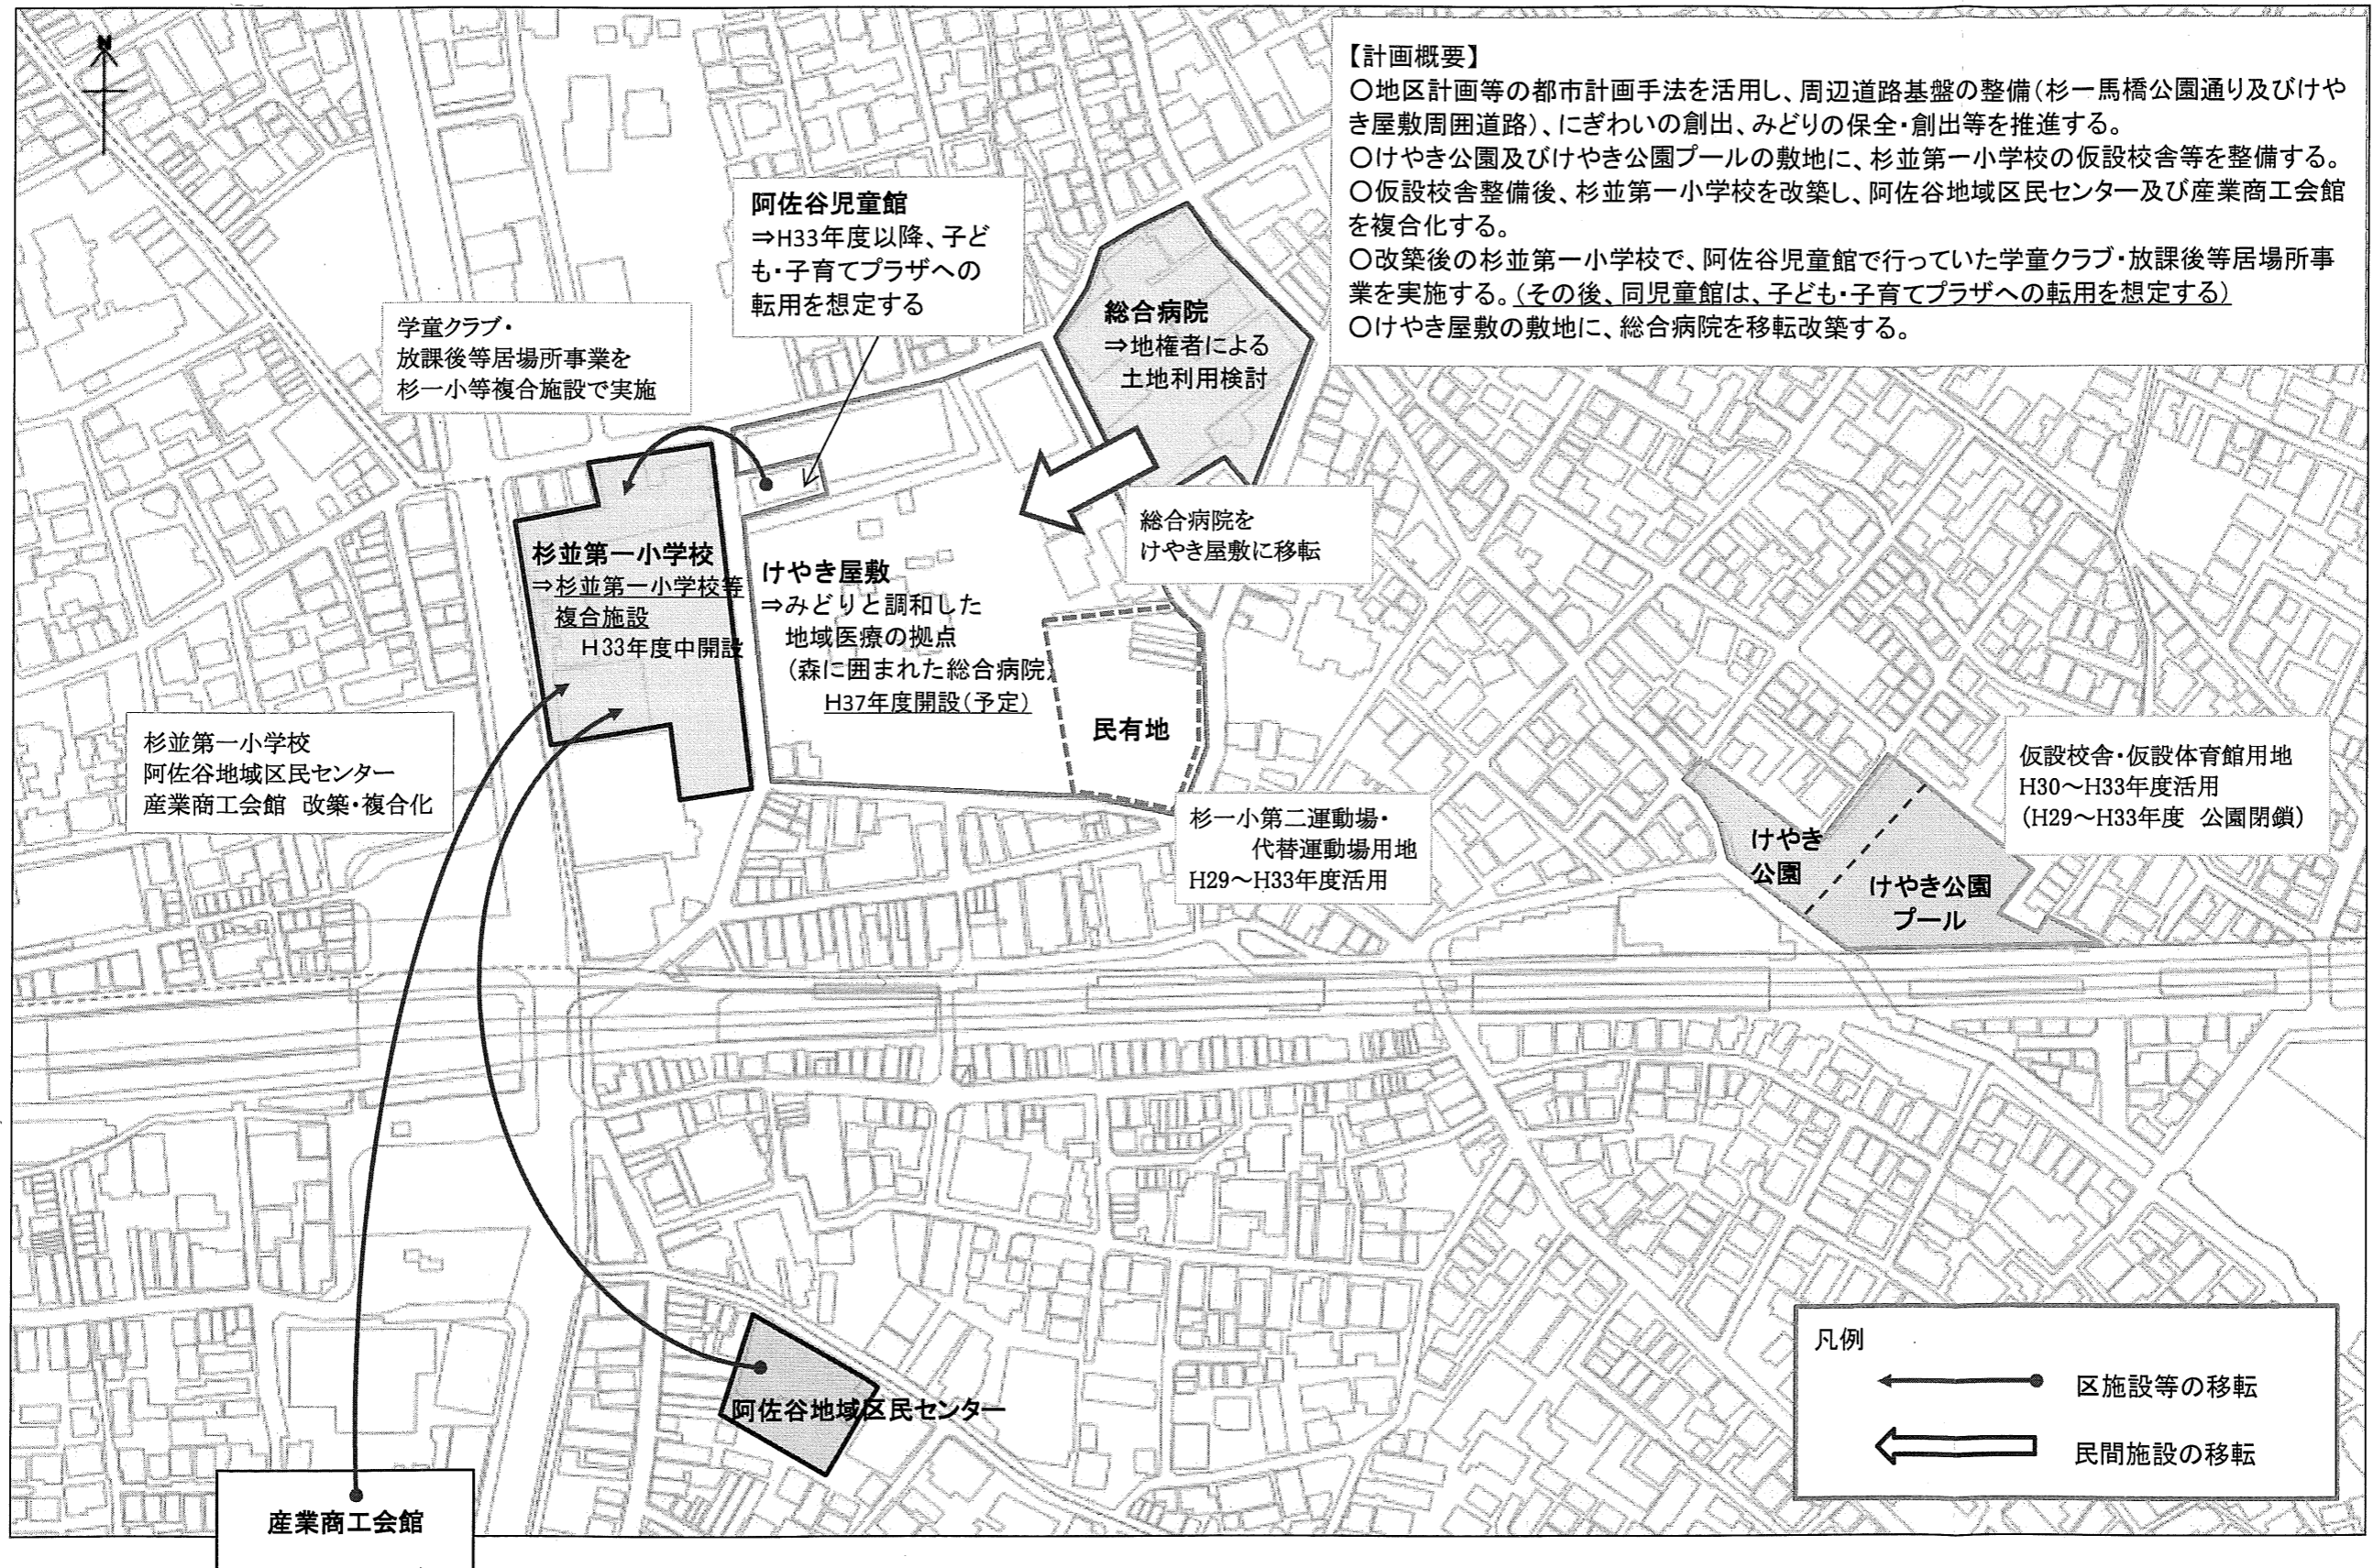 N
【計画概要】
○地区計画等の都市計画手法を活用し、周辺道路基盤の整備(杉一馬橋公園通り及びけや
き屋敷周囲道路)、にぎわいの創出、みどりの保全・創出等を推進する。
○けやき公園及びけやき公園プールの敷地に、杉並第一小学校の仮設校舎等を整備する。
○仮設校舎整備後、杉並第一小学校を改築し、阿佐谷地域区民センター及び産業商工会館
を複合化する。
○改築後の杉並第一小学校で、阿佐谷児童館で行っていた学童クラブ・放課後等居場所事
業を実施する。(その後、同児童館は、子ども・子育てプラザへの転用を想定する)
○けやき屋敷の敷地に、総合病院を移転改築する。
阿佐谷児童館
⇒H33年度以降、子ど
も・子育てプラザへの
転用を想定する
学童クラブ・
放課後等居場所事業を
杉一小等複合施設で実施
総合病院
⇒地権者による
土地利用検討
総合病院を
けやき屋敷に移転
杉並第一小学校
⇒杉並第一小学校等
複合施設
H33年度中開設
けやき屋敷
⇒みどりと調和した
地域医療の拠点
(森に囲まれた総合病院)
H37年度開設(予定)
民有地
杉並第一小学校
阿佐谷地域区民センター
産業商工会館 改築・複合化
杉一小第二運動場・
代替運動場用地
H29～H33年度活用
仮設校舎・仮設体育館用地
H30～H33年度活用
(H29～H33年度 公園閉鎖)
けやき
公園
けやき公園
プール
阿佐谷地域区民センター
産業商工会館
凡例
区施設等の移転
民間施設の移転